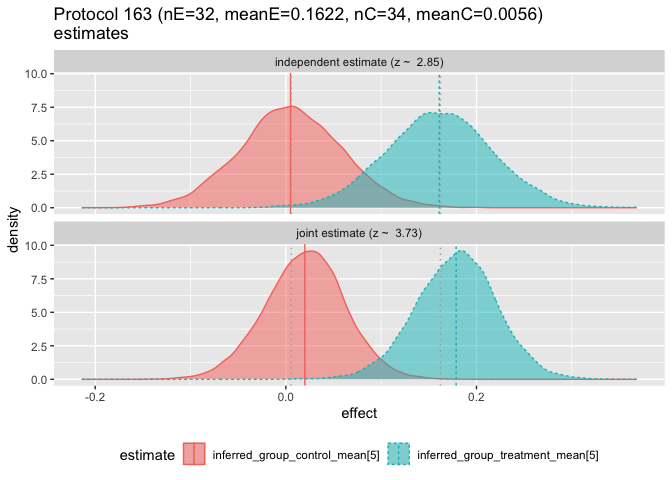 Protocol 163 (nE=32, meanE=0.1622, nC=34, meanC=0.0056)
estimates
independent estimate (z ~  2.85)
10.0
7.5
5.0
2.5
0.0
joint estimate (z ~  3.73)
10.0
7.5
5.0
2.5
0.0
density
-0.2
0.0
0.2
effect
estimate
inferred_group_control_mean[5]
inferred_group_treatment_mean[5]